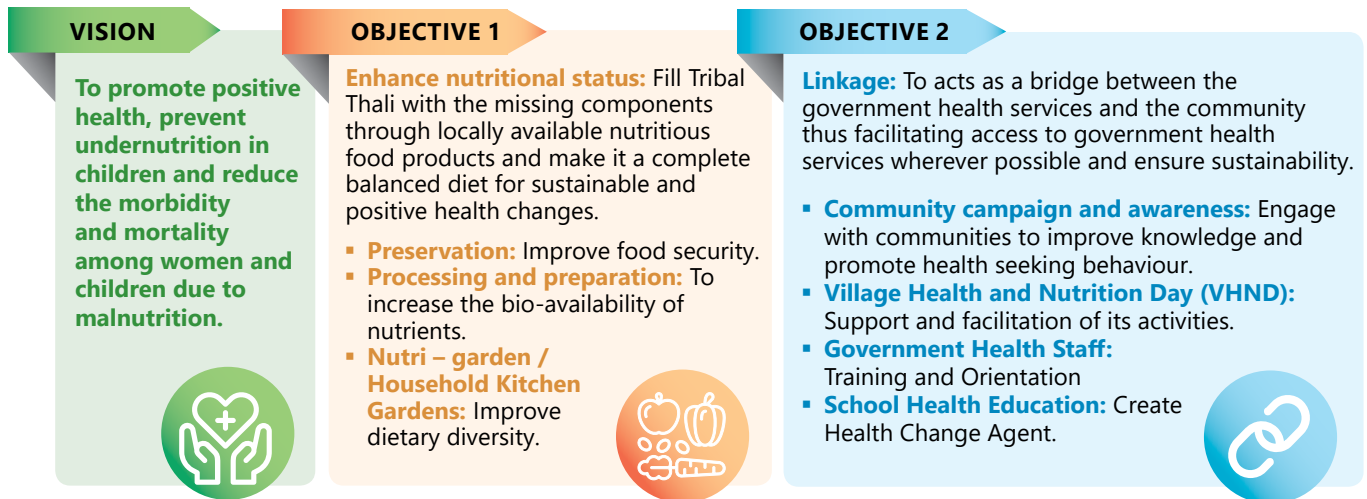 VISION
To promote positive
health, prevent
undernutrition in
children and reduce
the morbidity
and mortality
among women and
children due to
malnutrition.
OBJECTIVE 1
Enhance nutritional status: Fill Tribal
Thali with the missing components
through locally available nutritious
food products and make it a complete
balanced diet for sustainable and
positive health changes.
▪ Preservation: Improve food security.
▪ Processing and preparation: To
increase the bio-availability of
nutrients.
▪ Nutri – garden /
Household Kitchen
Gardens: Improve
dietary diversity.
OBJECTIVE 2
Linkage: To acts as a bridge between the
government health services and the community
thus facilitating access to government health
services wherever possible and ensure sustainability.
▪ Community campaign and awareness: Engage
with communities to improve knowledge and
promote health seeking behaviour.
▪ Village Health and Nutrition Day (VHND):
Support and facilitation of its activities.
▪ Government Health Staff:
Training and Orientation
▪ School Health Education: Create
Health Change Agent.